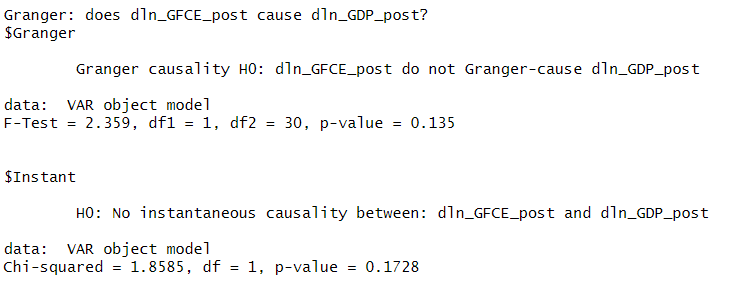 Granger: does dln_GFCE_post cause dln_GDP_post?
$Granger
Granger causality H0: dln_GFCE_post do not Granger-cause dln_GDP_post
data:  VAR object model
F-Test = 2.359, df1 = 1, df2 = 30, p-value = 0.135
$Instant
H0: No instantaneous causality between: dln_GFCE_post and dln_GDP_post
data:  VAR object model
Chi-squared = 1.8585, df = 1, p-value = 0.1728